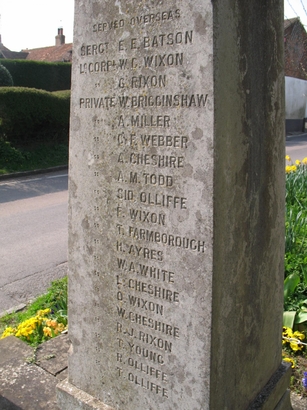 SERVED OVERSEAS
SERGT E. E. BATSON
L. CORPL W. G. WIXON
" G. RIXON
PRIVATE W. BRIGGINSHAW
" A. MILLER
" C. F. WEBBER
" A. CHESHIRE
" A. M. TODD
" SID. OLLIFFE
" F. WIXON
" T. FARMBOROUGH
" H. AYRES
" W. A. WHITE
" L. CHESHIRE
" O. WIXON
" W. CHESHIRE
" H. J. RIXON
" T. YOUNG
" H. OLLIFFE
" T. OLLIFFE